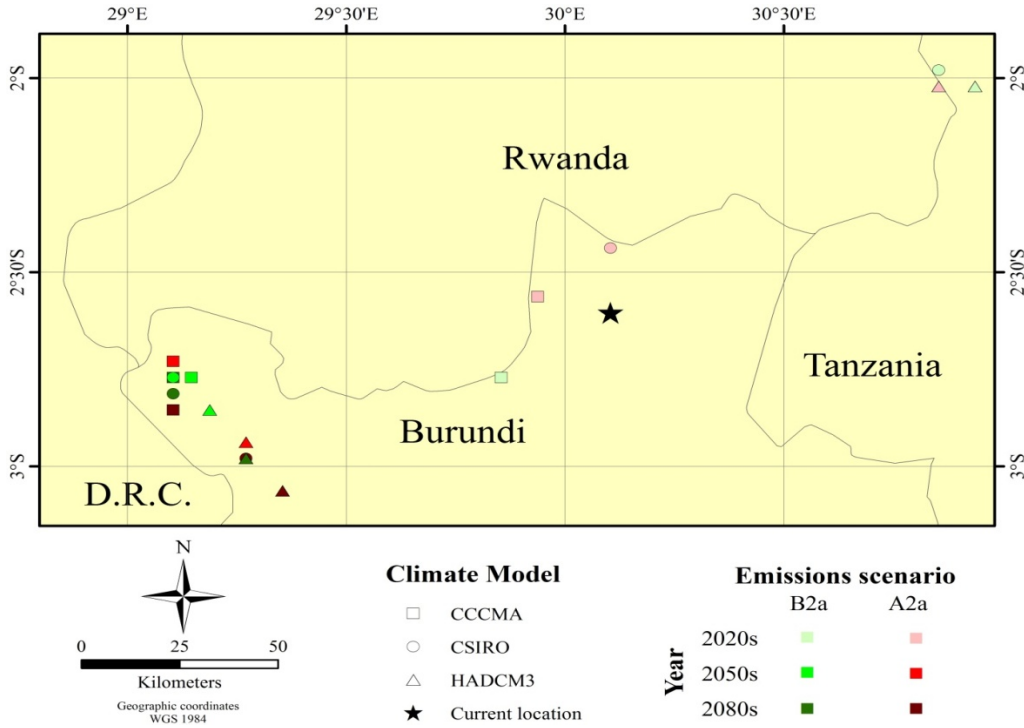 29°E 29°30'E 30°E 30°30'E
2°S 2°S
Rwanda
2°30'S 2°30'S
Tanzania
Burundi
3°S 3°S
D.R.C.
N
0 25 50
Kilometers
Geographic coordinates
WGS 1984
Climate Model
CCCMA
CSIRO
HADCM3
Current location
Emissions scenario
B2a A2a
Year
2020s
2050s
2080s